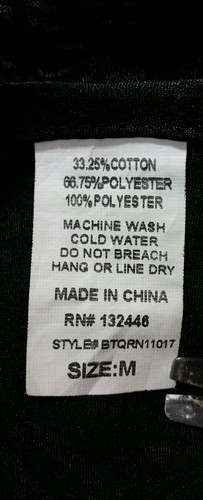 33.25%COTTON
66.75%POLYESTER
100%POLYESTER
MACHINE WASH
COLD WATER
DO NOT BREACH
HANG OR LINE DRY
MADE IN CHINA
RN# 132446
STYLE# BTQRN11017
SIZE:M